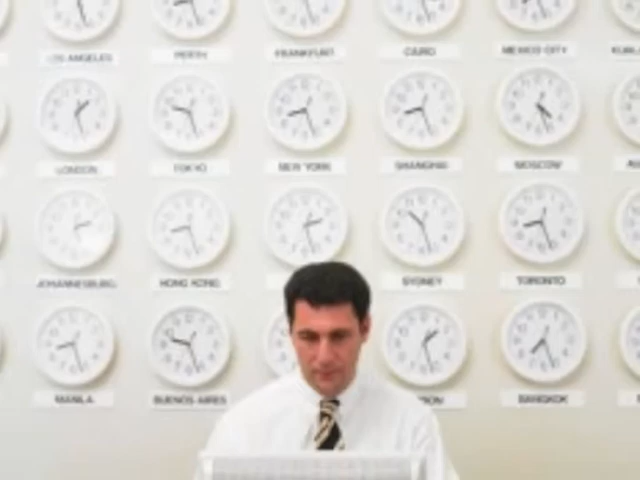 LOS ANGELES
PERTH
FRANKFURT
CAIRO
MEXICO CITY
LONDON
TOKYO
NEW YORK
SHANGHAI
MOSCOW
JOHANNESBURG
HONG KONG
SYDNEY
TORONTO
MANILA
BUENOS AIRES
BANGKOK